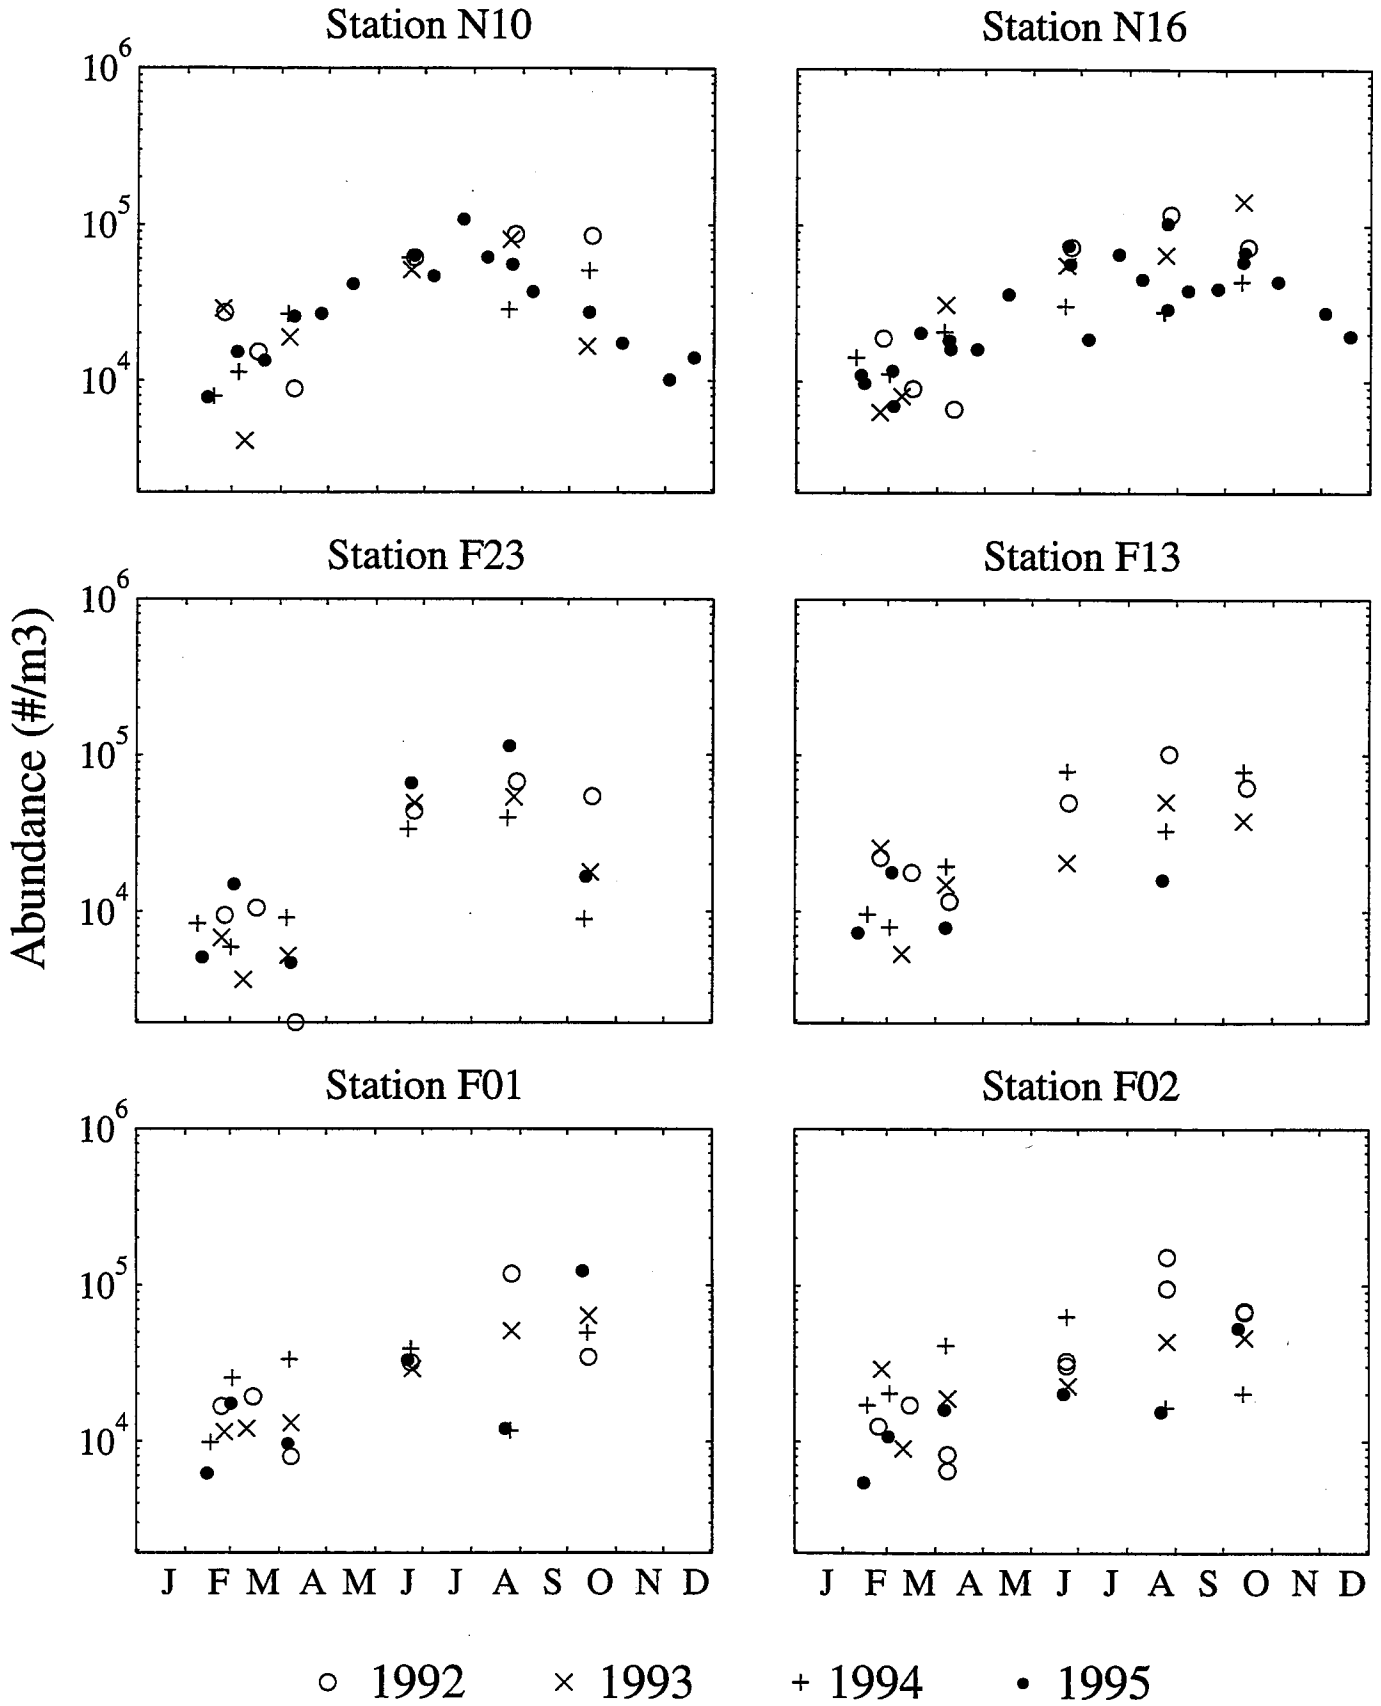 Station N10
Station N16
10^6
10^5
10^4
Station F23
Station F13
10^6
10^5
10^4
Abundance (#/m3)
Station F01
Station F02
10^6
10^5
10^4
J F M A M J J A S O N D
J F M A M J J A S O N D
1992 1993 1994 1995